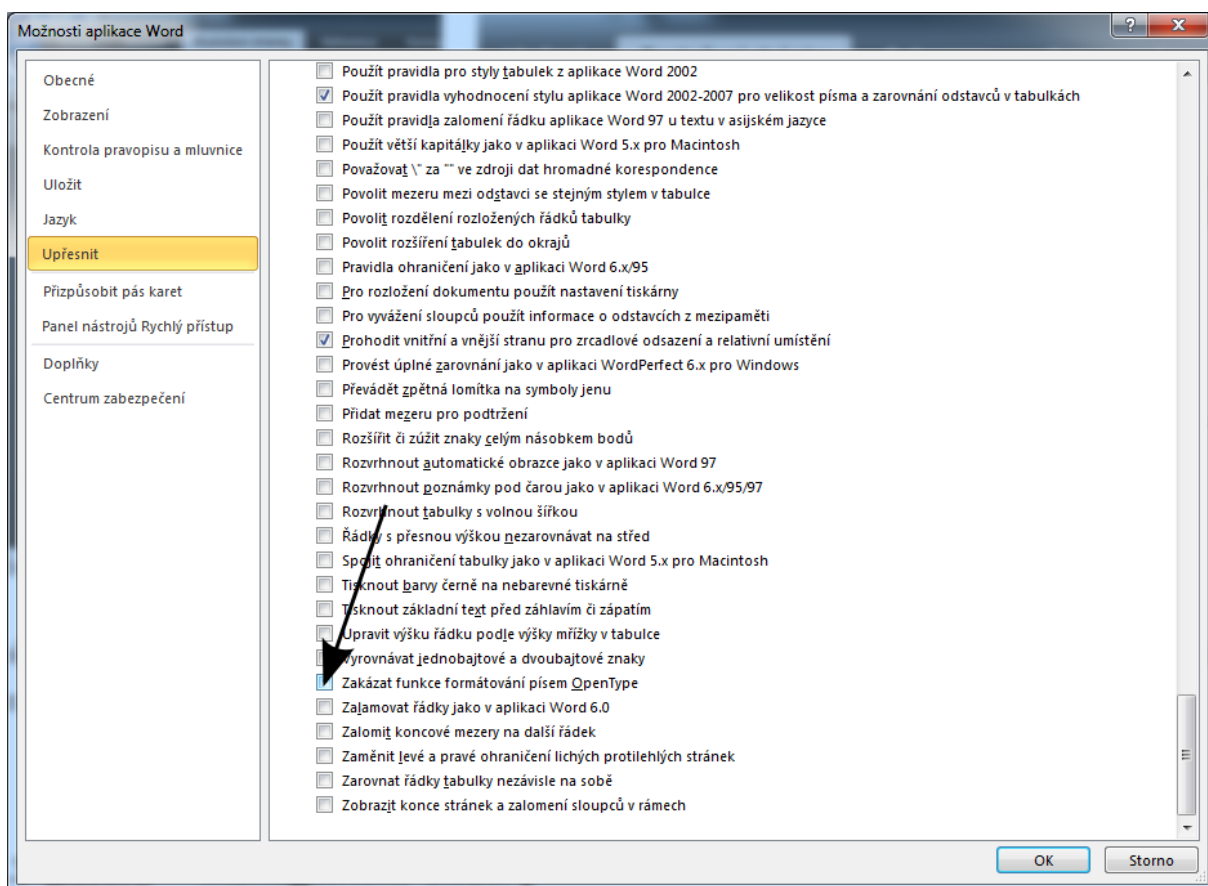 Možnosti aplikace Word
Obecné
Zobrazení
Kontrola pravopisu a mluvnice
Uložit
Jazyk
Upřesnit
Přizpůsobit pás karet
Panel nástrojů Rychlý přístup
Doplňky
Centrum zabezpečení
Použít pravidla pro styly tabulek z aplikace Word 2002
Použít pravidla vyhodnocení stylu aplikace Word 2002-2007 pro velikost písma a zarovnání odstavců v tabulkách
Použít pravidla zalomení řádku aplikace Word 97 u textu v asijském jazyce
Použít větší kapitálky jako v aplikaci Word 5.x pro Macintosh
Považovat \" za "" ve zdroji dat hromadné korespondence
Povolit mezeru mezi odstavci se stejným stylem v tabulce
Povolit rozdělení rozložených řádků tabulky
Povolit rozšíření tabulek do okrajů
Pravidla ohraničení jako v aplikaci Word 6.x/95
Pro rozložení dokumentu použít nastavení tiskárny
Pro vyvážení sloupců použít informace o odstavcích z mezipaměti
Prohodit vnitřní a vnější stranu pro zrcadlové odsazení a relativní umístění
Provést úplné zarovnání jako v aplikaci WordPerfect 6.x pro Windows
Převádět zpětná lomítka na symboly jenu
Přidat mezeru pro podtržení
Rozšířit či zúžit znaky celým násobkem bodů
Rozvrhnout automatické obrazce jako v aplikaci Word 97
Rozvrhnout poznámky pod čarou jako v aplikaci Word 6.x/95/97
Rozvrhnout tabulky s volnou šířkou
Řádky s přesnou výškou nezarovnávat na střed
Spojit ohraničení tabulky jako v aplikaci Word 5.x pro Macintosh
Tisknout barvy černě na nebarevné tiskárně
Tisknout základní text před záhlavím či zápatím
Upravit výšku řádku podle výšky mřížky v tabulce
Vyrovnávat jednobajtové a dvoubajtové znaky
Zakázat funkce formátování písem OpenType
Zalamovat řádky jako v aplikaci Word 6.0
Zalomit koncové mezery na další řádek
Zaměnit levé a pravé ohraničení lichých protilehlých stránek
Zarovnat řádky tabulky nezávisle na sobě
Zobrazit konce stránek a zalomení sloupců v rámech
OK
Storno